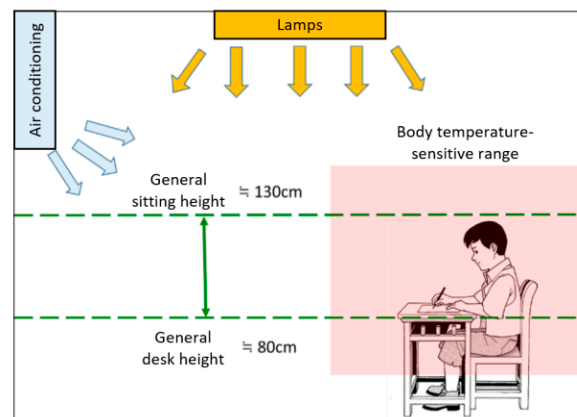 Lamps
Air conditioning
Body temperature-
sensitive range
General
sitting height
≒ 130cm
General
desk height
≒ 80cm